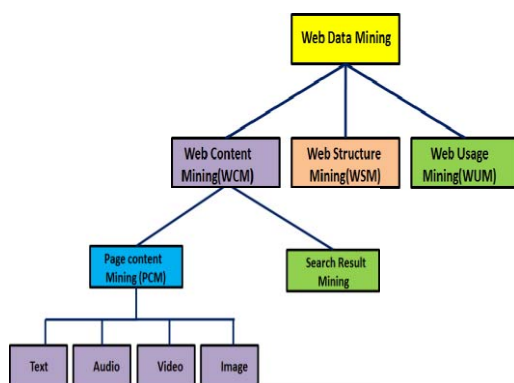 Web Data Mining
Web Content
Mining(WCM)
Web Structure
Mining(WSM)
Web Usage
Mining(WUM)
Page content
Mining (PCM)
Search Result
Mining
Text
Audio
Video
Image